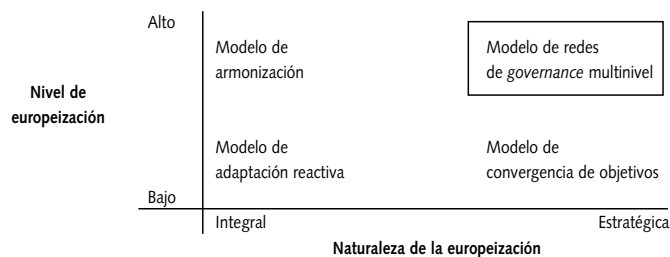 Alto
Modelo de
armonización
Modelo de redes
de governance multinivel
Nivel de
europeización
Modelo de
adaptación reactiva
Modelo de
convergencia de objetivos
Bajo
Integral
Estratégica
Naturaleza de la europeización